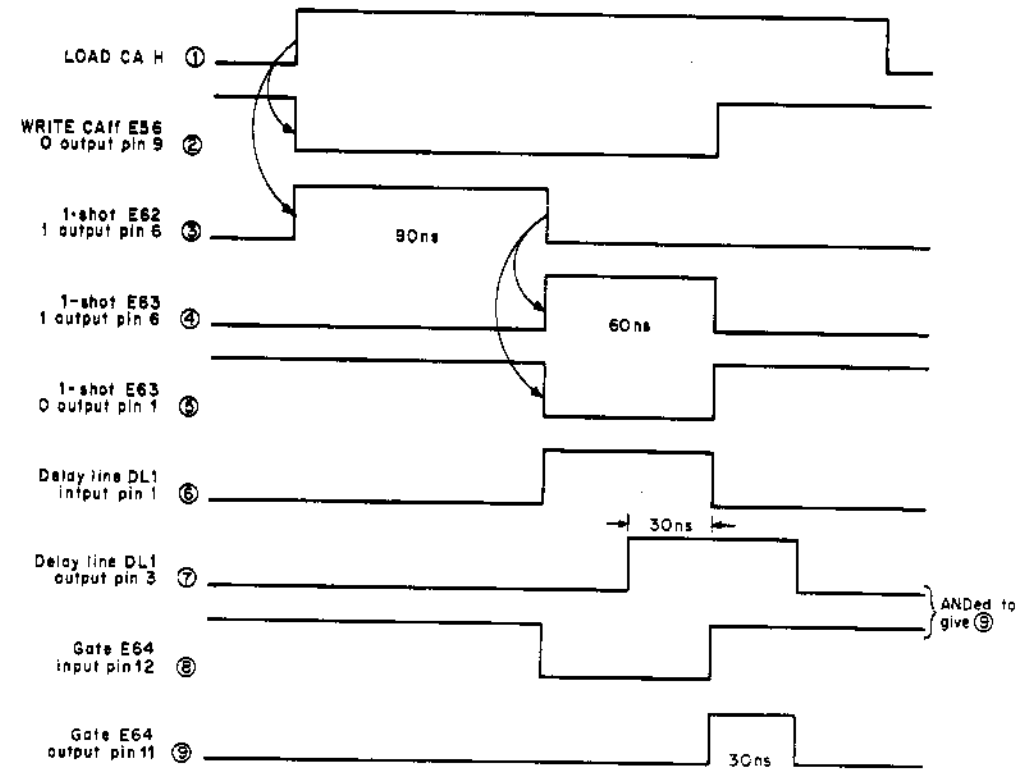 LOAD CA H ①
WRITE CAff E56
0 output pin 9 ②
1-shot E62
1 output pin 6 ③
90ns
1-shot E63
1 output pin 6 ④
60ns
1-shot E63
0 output pin 1 ⑤
Delay line DL1
intput pin 1 ⑥
30ns
Delay line DL1
output pin 3 ⑦
ANDed to
give ⑨
Gate E64
input pin 12 ⑧
Gate E64
output pin 11 ⑨
30ns